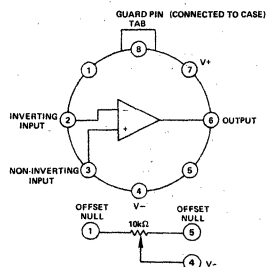 GUARD PIN (CONNECTED TO CASE)
TAB
8
1
7
V+
INVERTING
INPUT
2
−
+
6
OUTPUT
NON-INVERTING
INPUT
3
4
5
V−
OFFSET
NULL
OFFSET
NULL
10kΩ
1
5
4
V−